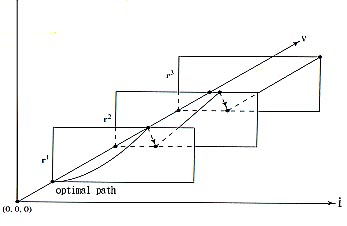 v
r³
r²
r¹
optimal path
(0, 0, 0)
i